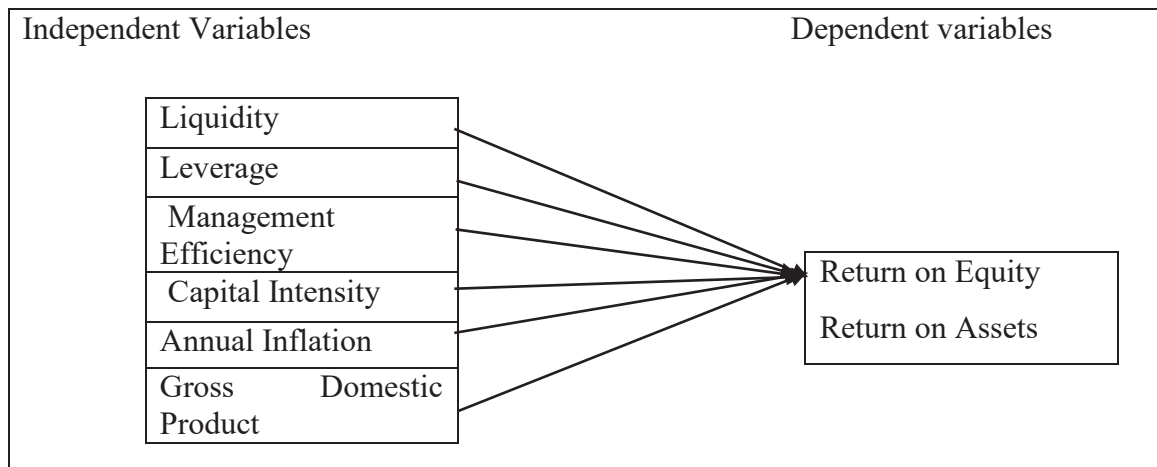 Independent Variables
Dependent variables
Liquidity
Leverage
Management
Efficiency
Capital Intensity
Annual Inflation
Gross Domestic
Product
Return on Equity
Return on Assets